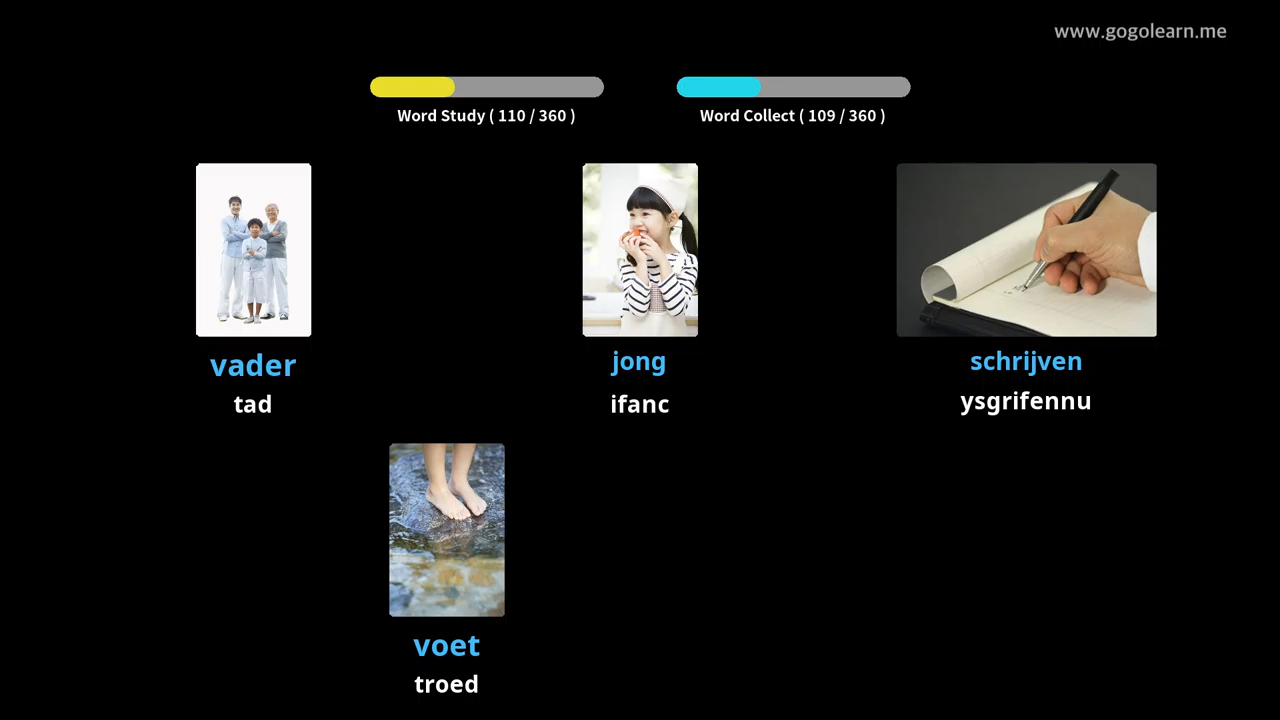 www.gogolearn.me
Word Study ( 110 / 360 )
Word Collect ( 109 / 360 )
vader
tad
jong
ifanc
schrijven
ysgrifennu
voet
troed